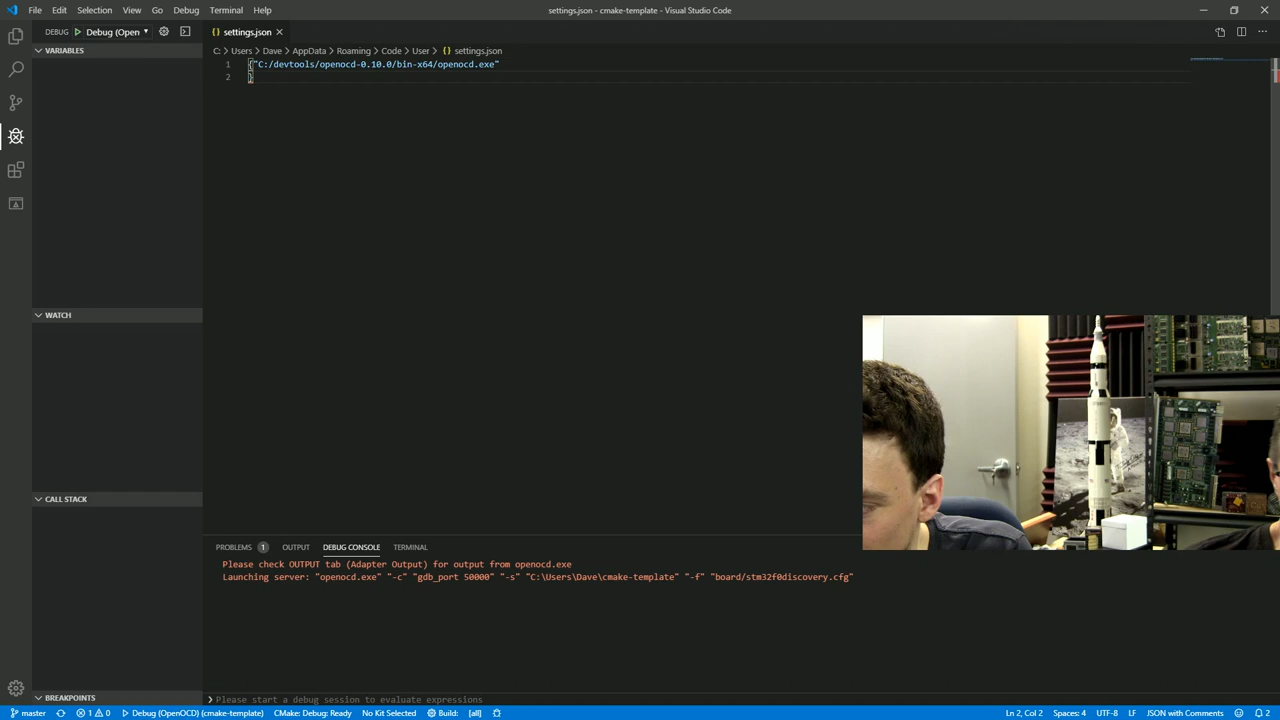 File Edit Selection View Go Debug Terminal Help
settings.json - cmake-template - Visual Studio Code
DEBUG Debug (Open
settings.json
VARIABLES
C: > Users > Dave > AppData > Roaming > Code > User > {} settings.json
1 {"C:/devtools/openocd-0.10.0/bin-x64/openocd.exe"
2 }
WATCH
CALL STACK
PROBLEMS 1 OUTPUT DEBUG CONSOLE TERMINAL
Please check OUTPUT tab (Adapter Output) for output from openocd.exe
Launching server: "openocd.exe" "-c" "gdb_port 50000" "-s" "C:\Users\Dave\cmake-template" "-f" "board/stm32f0discovery.cfg"
BREAKPOINTS
Please start a debug session to evaluate expressions
master 1 0 Debug (OpenOCD) (cmake-template) CMake: Debug: Ready No Kit Selected Build: [all] Ln 2, Col 2 Spaces: 4 UTF-8 LF JSON with Comments 2